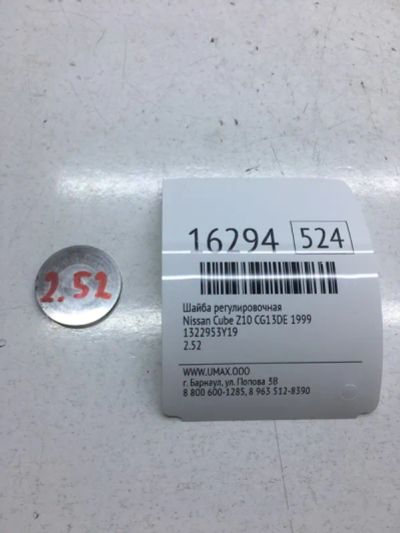 2.52
16294 524
Шайба регулировочная
Nissan Cube Z10 CG13DE 1999
1322953Y19
2.52
WWW.UMAX.OOO
г. Барнаул, ул. Попова 3В
8 800 600-1285, 8 963 512-8390